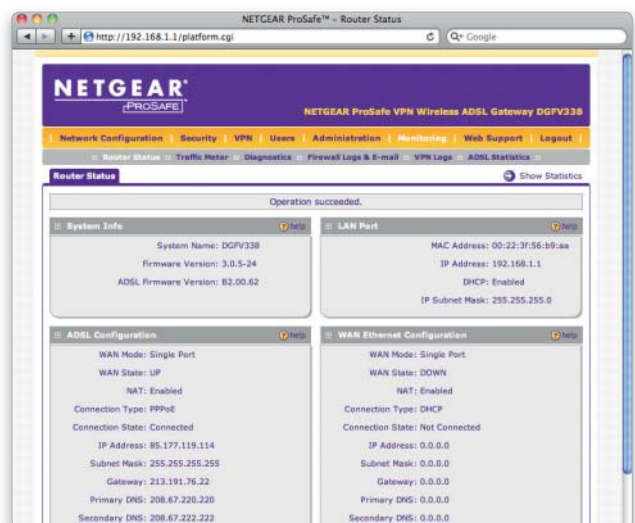 NETGEAR ProSafe™ – Router Status
http://192.168.1.1/platform.cgi
Google
NETGEAR®
PROSAFE
NETGEAR ProSafe VPN Wireless ADSL Gateway DGFV338
Network Configuration | Security | VPN | Users | Administration | Monitoring | Web Support | Logout
Router Status :: Traffic Meter :: Diagnostics :: Firewall Logs & E-mail :: VPN Logs :: ADSL Statistics
Router Status
Show Statistics
Operation succeeded.
System Info
help
System Name: DGFV338
Firmware Version: 3.0.5-24
ADSL Firmware Version: B2.00.62
LAN Port
help
MAC Address: 00:22:3f:56:b9:aa
IP Address: 192.168.1.1
DHCP: Enabled
IP Subnet Mask: 255.255.255.0
ADSL Configuration
help
WAN Mode: Single Port
WAN State: UP
NAT: Enabled
Connection Type: PPPoE
Connection State: Connected
IP Address: 85.177.119.114
Subnet Mask: 255.255.255.255
Gateway: 213.191.76.22
Primary DNS: 208.67.220.220
Secondary DNS: 208.67.222.222
WAN Ethernet Configuration
help
WAN Mode: Single Port
WAN State: DOWN
NAT: Enabled
Connection Type: DHCP
Connection State: Not Connected
IP Address: 0.0.0.0
Subnet Mask: 0.0.0.0
Gateway: 0.0.0.0
Primary DNS: 0.0.0.0
Secondary DNS: 0.0.0.0